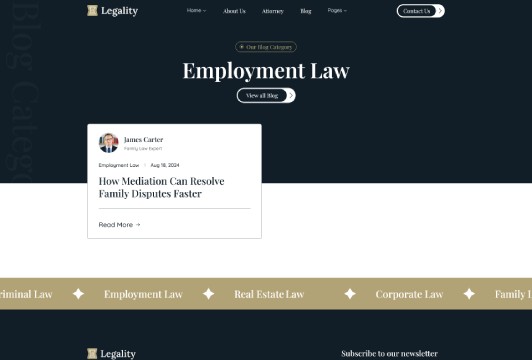 Legality
Home
About Us
Attorney
Blog
Pages
Contact Us
Blog Catego
Our Blog Category
Employment Law
View all Blog
James Carter
Family Law Expert
Employment Law / Aug 18, 2024
How Mediation Can Resolve
Family Disputes Faster
Read More →
riminal Law
Employment Law
Real Estate Law
Corporate Law
Family L
Legality
Subscribe to our newsletter